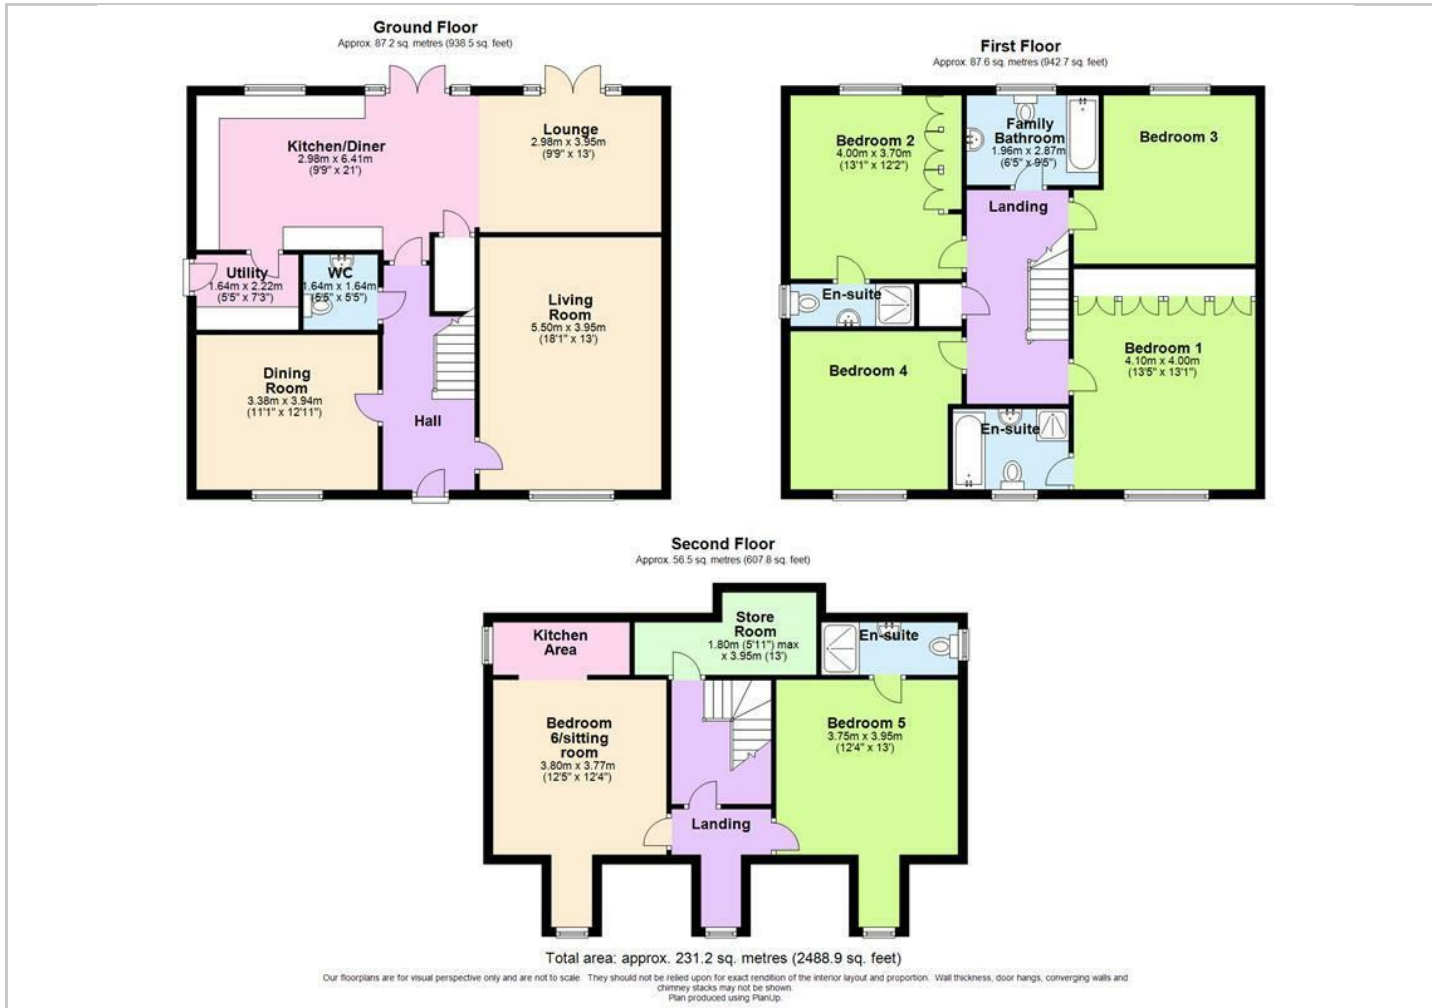 Ground Floor
Approx. 87.2 sq. metres (938.5 sq. feet)
Kitchen/Diner
2.98m x 6.41m
(9'9" x 21')
Lounge
2.98m x 3.95m
(9'9" x 13')
Utility
1.64m x 2.22m
(5'5" x 7'3")
WC
1.64m x 1.64m
(5'5" x 5'5")
Living
Room
5.50m x 3.95m
(18'1" x 13')
Dining
Room
3.38m x 3.94m
(11'1" x 12'11")
Hall
First Floor
Approx. 87.6 sq. metres (942.7 sq. feet)
Bedroom 2
4.00m x 3.70m
(13'1" x 12'2")
Family
Bathroom
1.96m x 2.87m
(6'5" x 9'5")
Bedroom 3
Landing
En-suite
Bedroom 4
Bedroom 1
4.10m x 4.00m
(13'5" x 13'1")
En-suite
Second Floor
Approx. 56.5 sq. metres (607.8 sq. feet)
Kitchen
Area
Store
Room
1.80m (5'11") max
x 3.95m (13')
En-suite
Bedroom
6/sitting
room
3.80m x 3.77m
(12'5" x 12'4")
Bedroom 5
3.75m x 3.95m
(12'4" x 13')
Landing
Total area: approx. 231.2 sq. metres (2488.9 sq. feet)
Our floorplans are for visual perspective only and are not to scale. They should not be relied upon for exact rendition of the interior layout and proportion. Wall thickness, door hangs, converging walls and
chimney stacks may not be shown.
Plan produced using PlanUp.